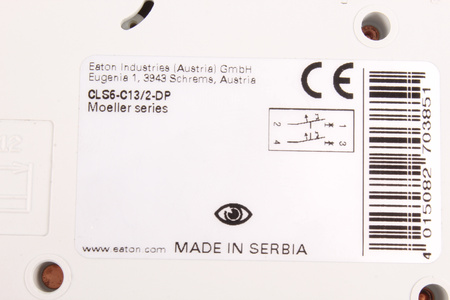 Eaton Industries (Austria) GmbH
Eugenia 1, 3943 Schrems, Austria
CLS6-C13/2-DP
Moeller series
CE
2 1
4 3
www.eaton.com MADE IN SERBIA
4 015082 703851